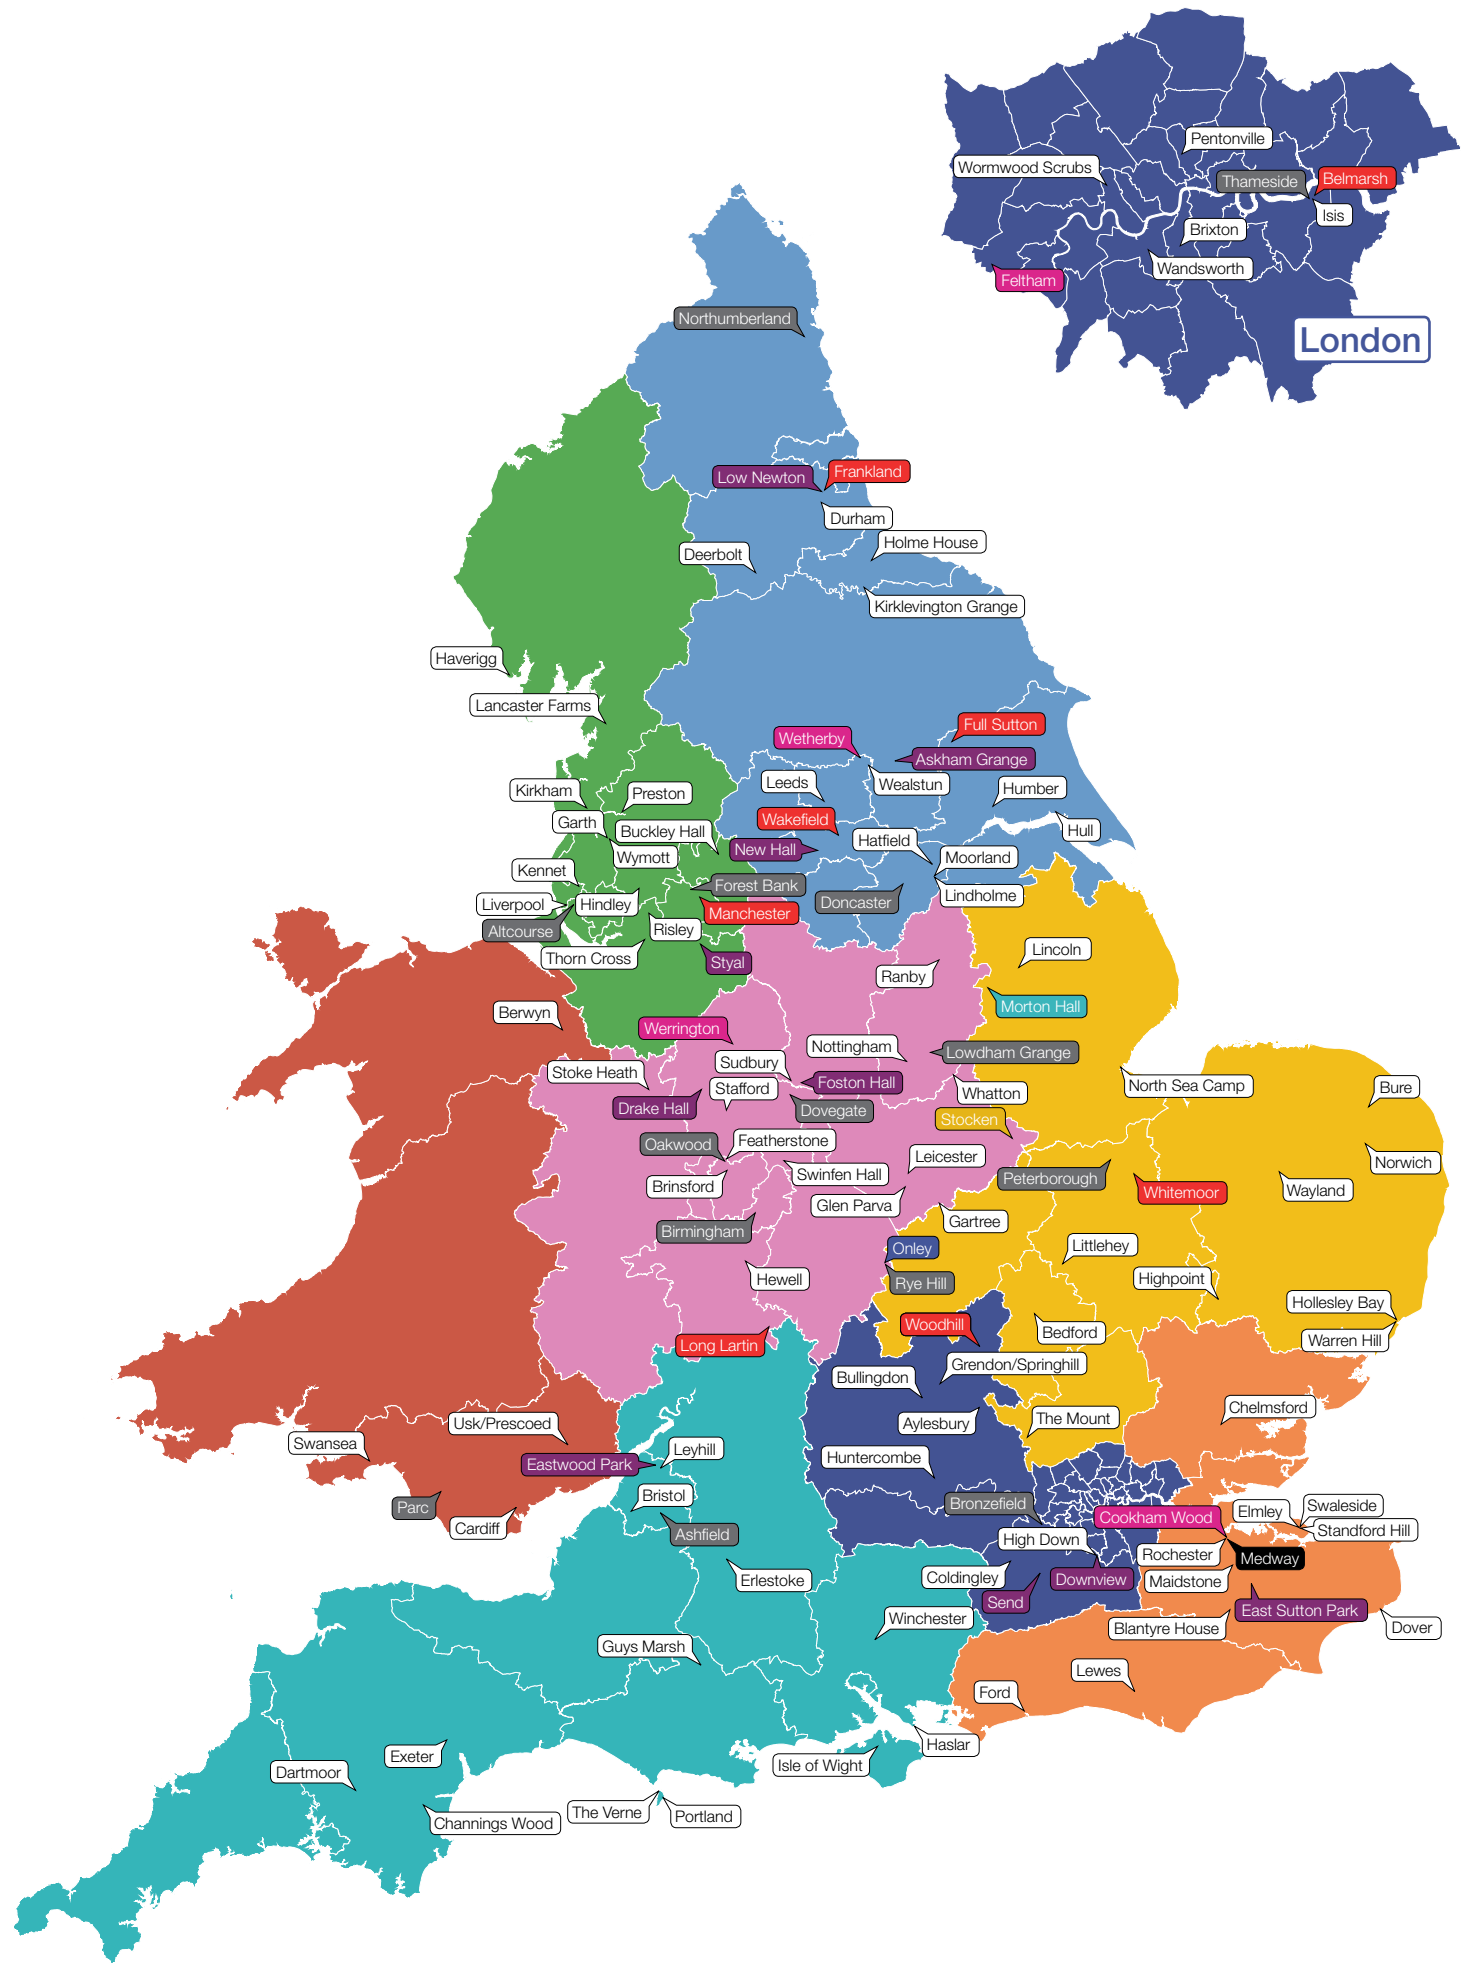 Pentonville
Wormwood Scrubs
Thameside
Belmarsh
Isis
Brixton
Wandsworth
Feltham
London
Northumberland
Low Newton
Frankland
Durham
Holme House
Deerbolt
Kirklevington Grange
Haverigg
Lancaster Farms
Full Sutton
Wetherby
Askham Grange
Leeds
Wealstun
Humber
Kirkham
Preston
Wakefield
Garth
Buckley Hall
Hull
Hatfield
New Hall
Wymott
Moorland
Kennet
Forest Bank
Lindholme
Doncaster
Liverpool
Hindley
Manchester
Altcourse
Risley
Thorn Cross
Styal
Lincoln
Ranby
Morton Hall
Berwyn
Werrington
Nottingham
Lowdham Grange
Sudbury
Stoke Heath
Foston Hall
Stafford
Whatton
North Sea Camp
Bure
Drake Hall
Dovegate
Stocken
Oakwood
Featherstone
Leicester
Norwich
Swinfen Hall
Peterborough
Brinsford
Whitemoor
Wayland
Glen Parva
Gartree
Birmingham
Onley
Littlehey
Hewell
Rye Hill
Highpoint
Hollesley Bay
Woodhill
Bedford
Warren Hill
Long Lartin
Grendon/Springhill
Bullingdon
Chelmsford
Usk/Prescoed
Aylesbury
The Mount
Swansea
Leyhill
Huntercombe
Eastwood Park
Bristol
Bronzefield
Parc
Cookham Wood
Elmley
Swaleside
Cardiff
Ashfield
High Down
Standford Hill
Rochester
Medway
Erlestoke
Coldingley
Downview
Maidstone
Send
East Sutton Park
Winchester
Blantyre House
Dover
Guys Marsh
Lewes
Ford
Haslar
Exeter
Isle of Wight
Dartmoor
The Verne
Portland
Channings Wood